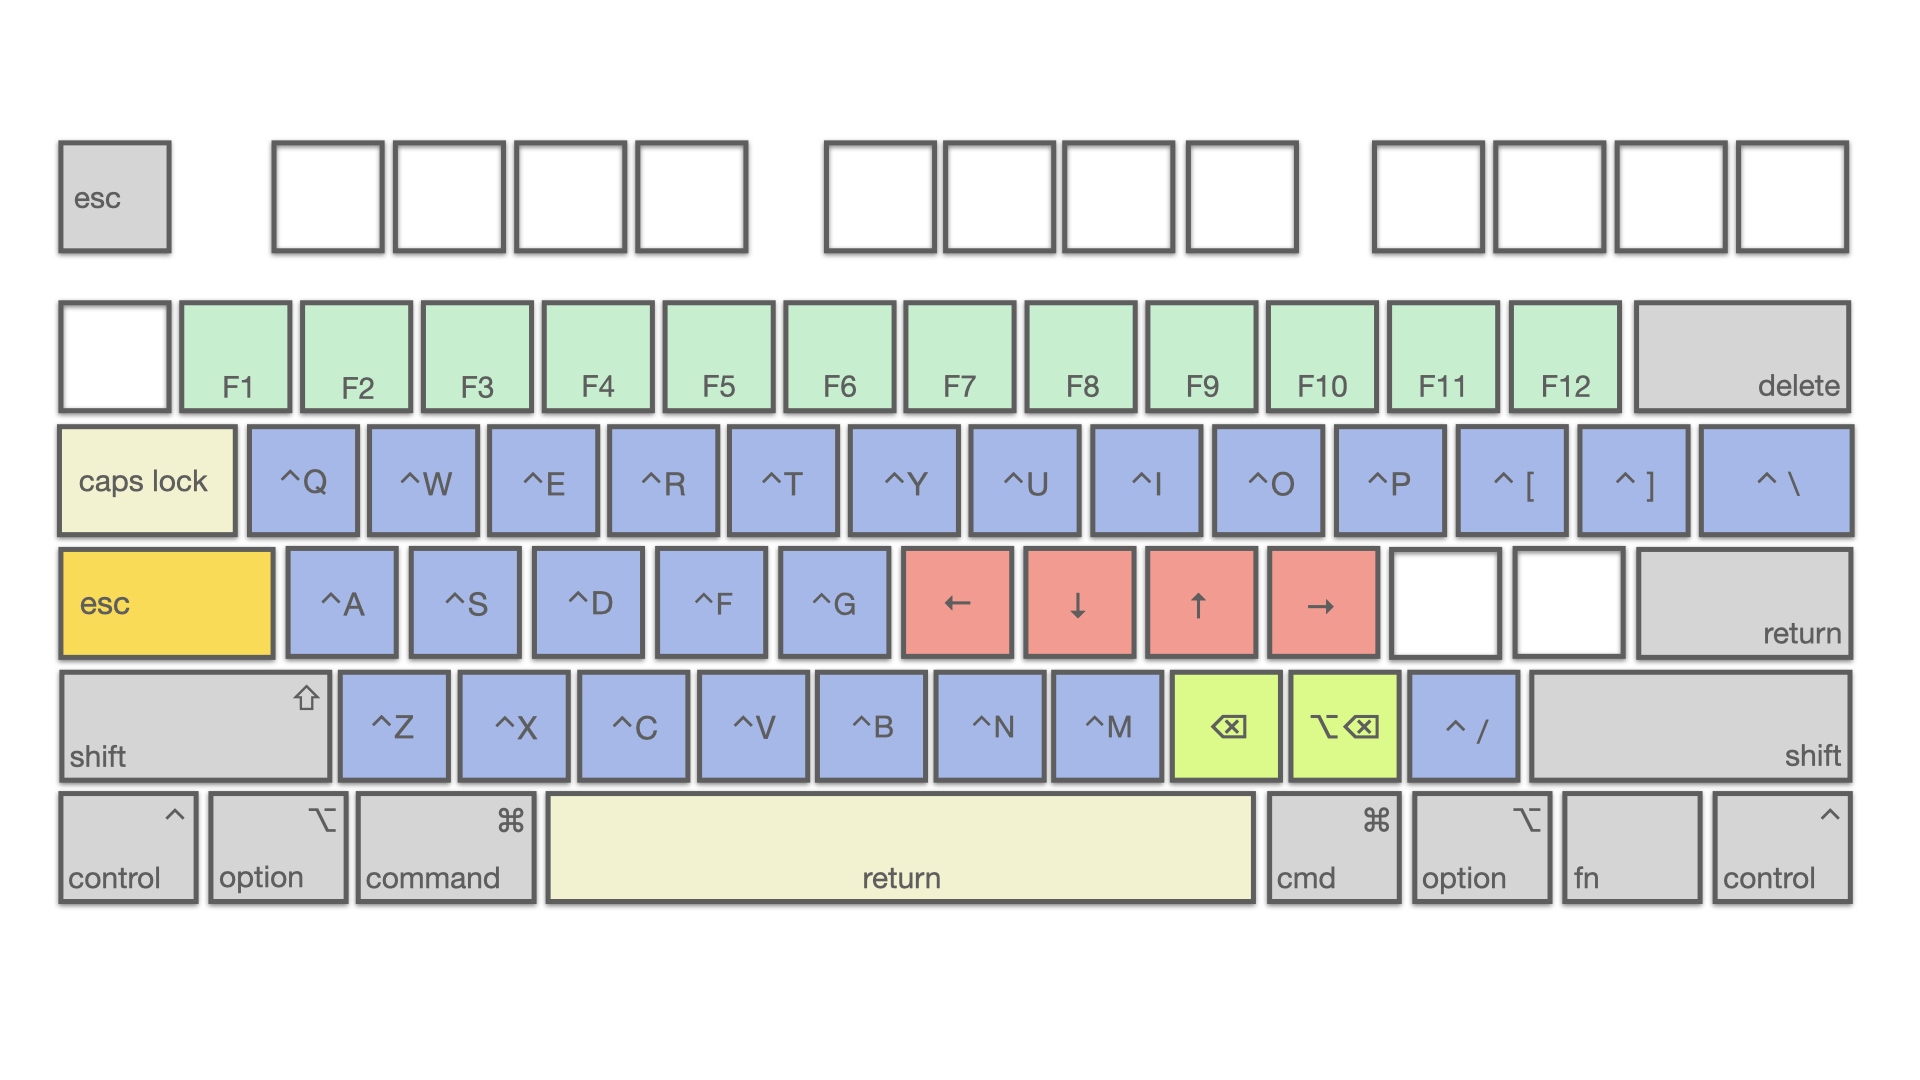 esc
F1 F2 F3 F4 F5 F6 F7 F8 F9 F10 F11 F12 delete
caps lock ^Q ^W ^E ^R ^T ^Y ^U ^I ^O ^P ^ [ ^ ] ^ \
esc ^A ^S ^D ^F ^G ← ↓ ↑ → return
⇧ shift ^Z ^X ^C ^V ^B ^N ^M ⌫ ⌥⌫ ^ / shift
^ ⌥ ⌘ ⌘ ⌥ ^
control option command return cmd option fn control